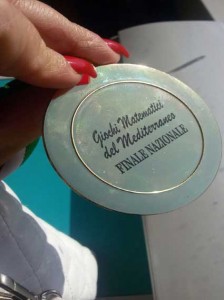 Giochi Matematici
del Mediterraneo
FINALE NAZIONALE